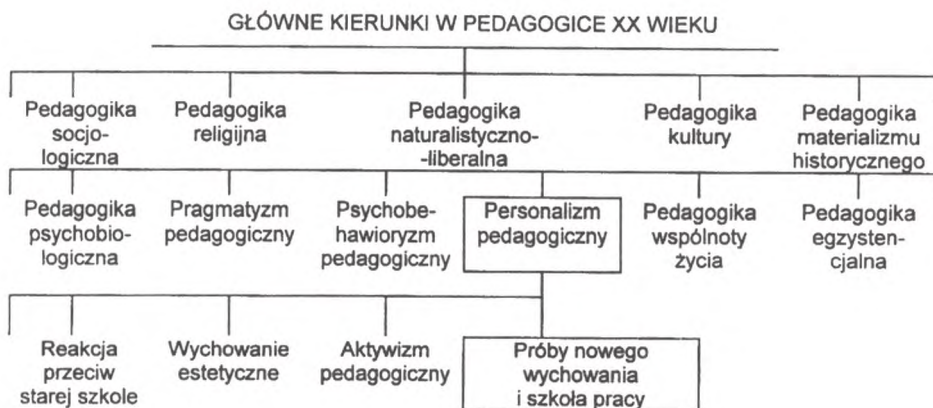 GŁÓWNE KIERUNKI W PEDAGOGICE XX WIEKU
Pedagogika
socjo-
logiczna
Pedagogika
religijna
Pedagogika
naturalistyczno-
-liberalna
Pedagogika
kultury
Pedagogika
materializmu
historycznego
Pedagogika
psychobio-
logiczna
Pragmatyzm
pedagogiczny
Psychobe-
hawioryzm
pedagogiczny
Personalizm
pedagogiczny
Pedagogika
wspólnoty
życia
Pedagogika
egzysten-
cjalna
Reakcja
przeciw
starej szkole
Wychowanie
estetyczne
Aktywizm
pedagogiczny
Próby nowego
wychowania
i szkoła pracy